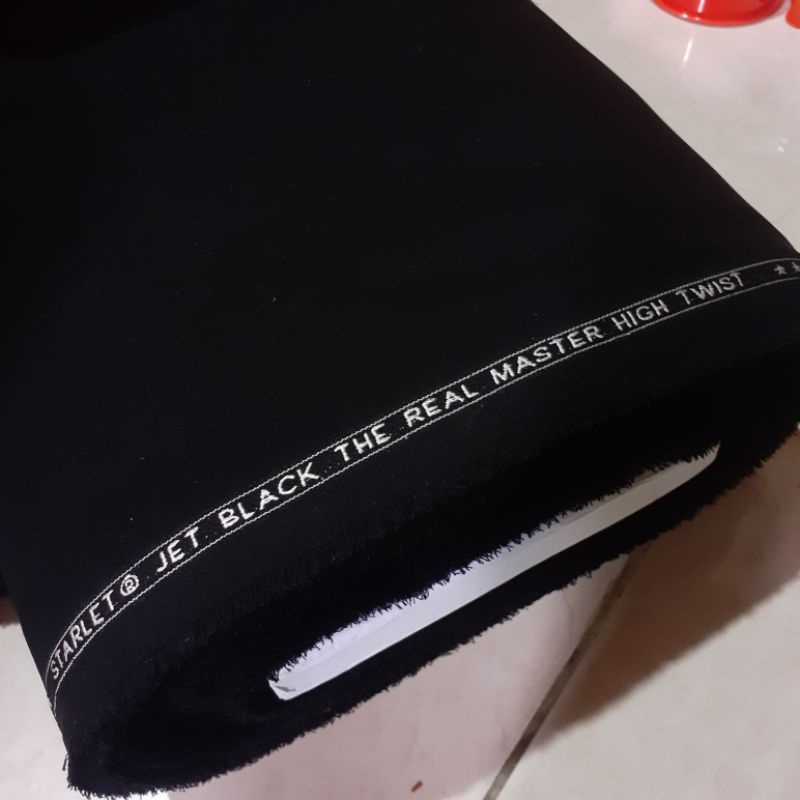 STARLET® JET BLACK THE REAL MASTER HIGH TWIST ★★